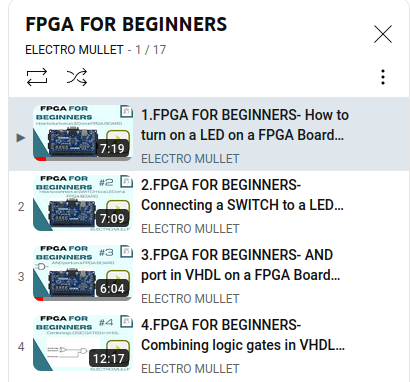 FPGA FOR BEGINNERS
ELECTRO MULLET - 1 / 17
FPGA FOR
BEGINNERS
7:19
1.FPGA FOR BEGINNERS- How to
turn on a LED on a FPGA Board...
ELECTRO MULLET
2
FPGA FOR
BEGINNERS
#2
7:09
2.FPGA FOR BEGINNERS-
Connecting a SWITCH to a LED...
ELECTRO MULLET
3
FPGA FOR
BEGINNERS
#3
6:04
3.FPGA FOR BEGINNERS- AND
port in VHDL on a FPGA Board...
ELECTRO MULLET
4
FPGA FOR
BEGINNERS
#4
12:17
4.FPGA FOR BEGINNERS-
Combining logic gates in VHDL...
ELECTRO MULLET